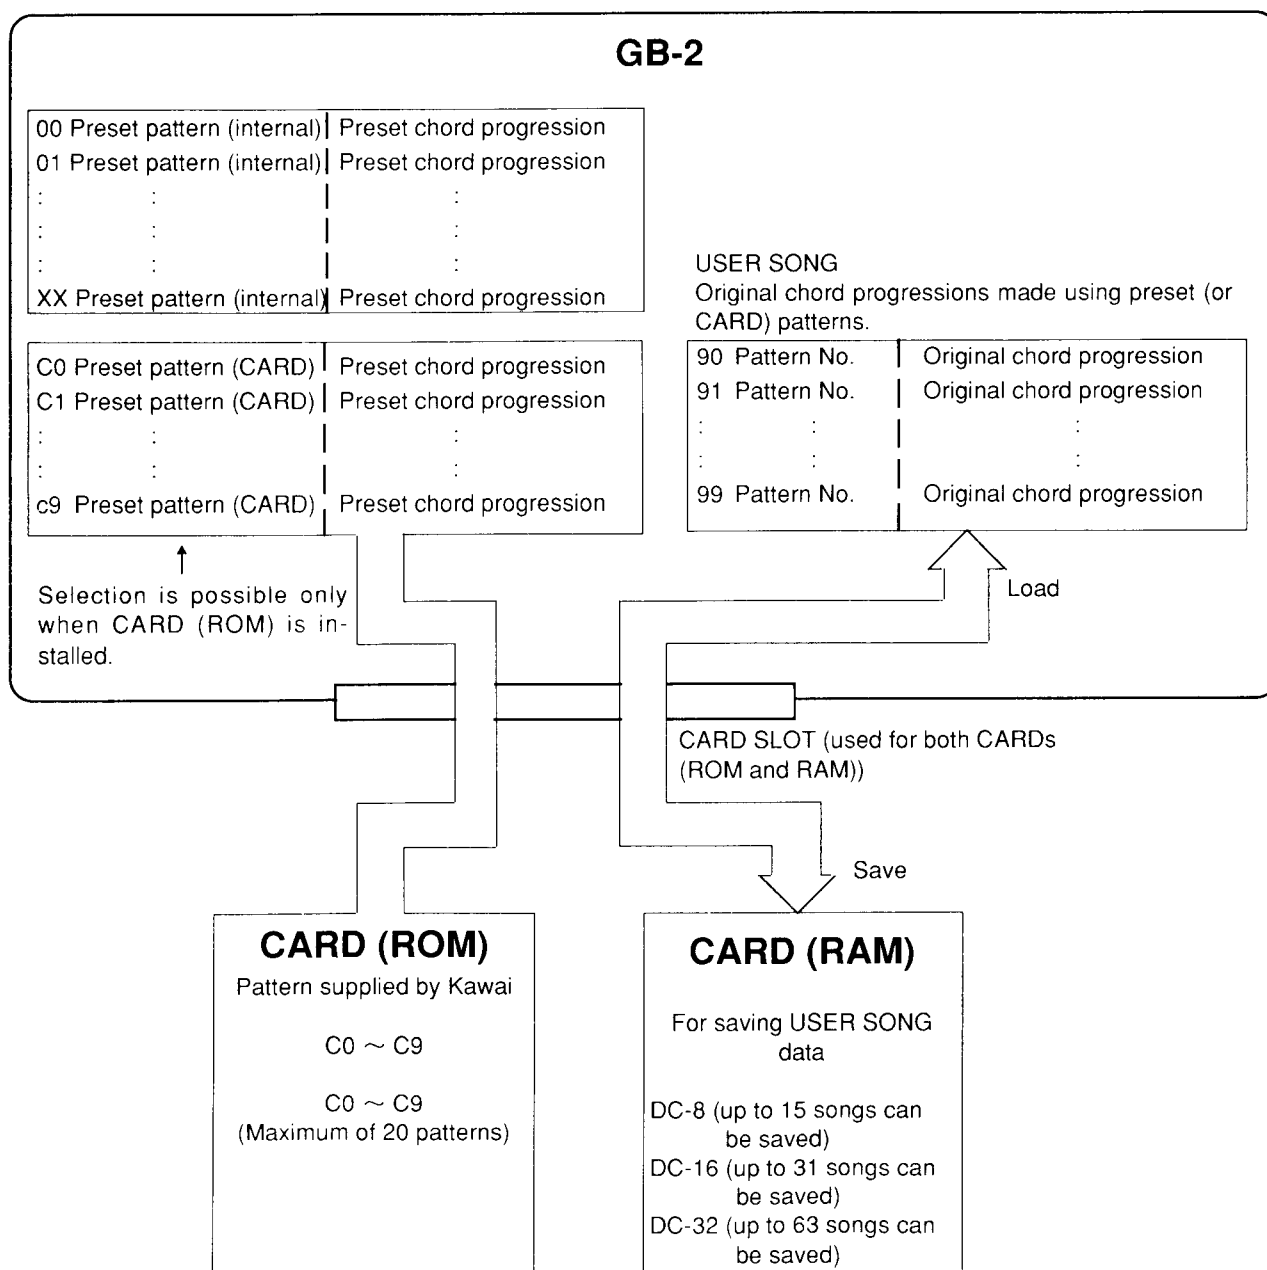 GB-2
00 Preset pattern (internal) Preset chord progression
01 Preset pattern (internal) Preset chord progression
: : :
: : :
: : :
XX Preset pattern (internal) Preset chord progression
C0 Preset pattern (CARD) Preset chord progression
C1 Preset pattern (CARD) Preset chord progression
: : :
: : :
c9 Preset pattern (CARD) Preset chord progression
Selection is possible only
when CARD (ROM) is in-
stalled.
USER SONG
Original chord progressions made using preset (or
CARD) patterns.
90 Pattern No. Original chord progression
91 Pattern No. Original chord progression
: : :
: : :
99 Pattern No. Original chord progression
Load
CARD SLOT (used for both CARDs
(ROM and RAM))
Save
CARD (ROM)
Pattern supplied by Kawai
C0 ~ C9
C0 ~ C9
(Maximum of 20 patterns)
CARD (RAM)
For saving USER SONG
data
DC-8 (up to 15 songs can
be saved)
DC-16 (up to 31 songs can
be saved)
DC-32 (up to 63 songs can
be saved)